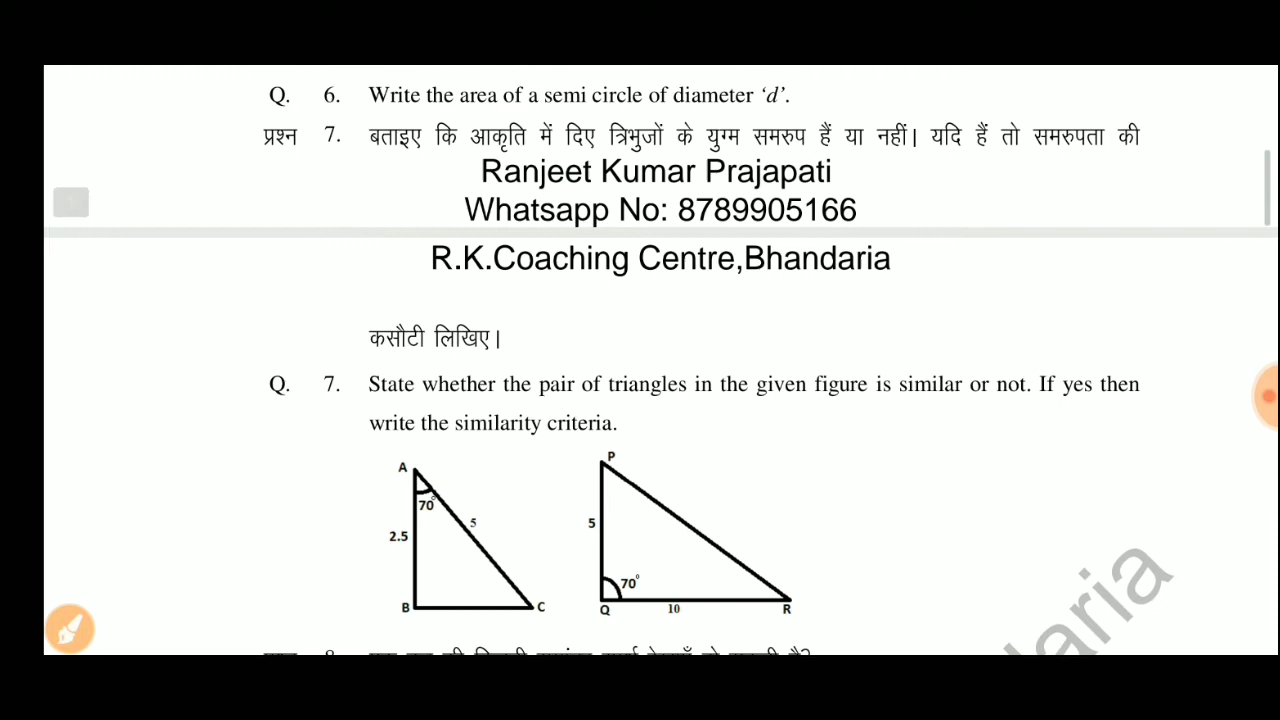 Q. 6. Write the area of a semi circle of diameter ‘d’.
प्रश्न 7. बताइए कि आकृति में दिए त्रिभुजों के युग्म समरुप हैं या नहीं। यदि हैं तो समरुपता की
Ranjeet Kumar Prajapati
Whatsapp No: 8789905166
R.K.Coaching Centre,Bhandaria
कसौटी लिखिए।
Q. 7. State whether the pair of triangles in the given figure is similar or not. If yes then
write the similarity criteria.
A
70°
5
2.5
B
C
P
5
70°
Q
10
R
daria